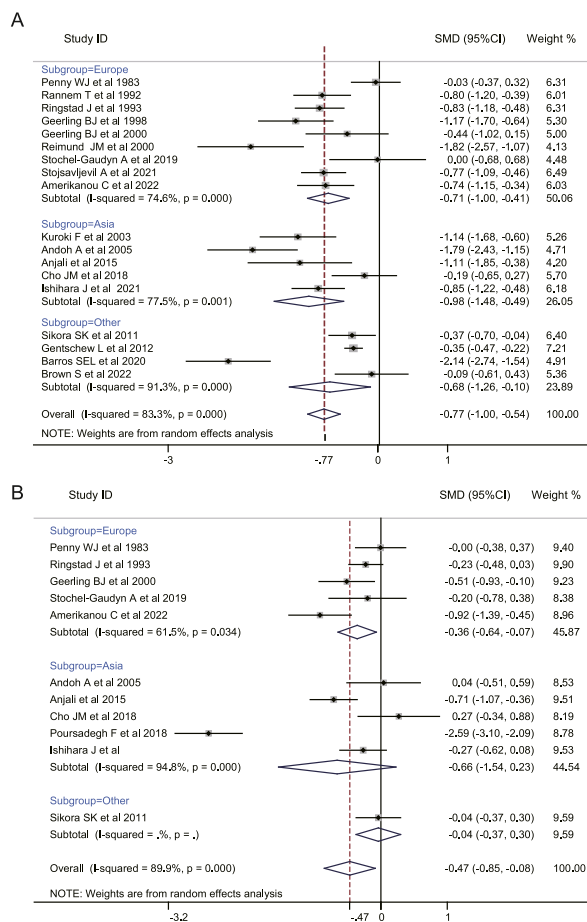 A
Study ID SMD (95%CI) Weight %
Subgroup=Europe
Penny WJ et al 1983 -0.03 (-0.37, 0.32) 6.31
Rannem T et al 1992 -0.80 (-1.20, -0.39) 6.01
Ringstad J et al 1993 -0.83 (-1.18, -0.48) 6.31
Geerling BJ et al 1998 -1.17 (-1.70, -0.64) 5.30
Geerling BJ et al 2000 -0.44 (-1.02, 0.15) 5.00
Reimund JM et al 2000 -1.82 (-2.57, -1.07) 4.13
Stochel-Gaudyn A et al 2019 0.00 (-0.68, 0.68) 4.48
Stojsavljevil A et al 2021 -0.77 (-1.09, -0.46) 6.49
Amerikanou C et al 2022 -0.74 (-1.15, -0.34) 6.03
Subtotal (I-squared = 74.6%, p = 0.000) -0.71 (-1.00, -0.41) 50.06
Subgroup=Asia
Kuroki F et al 2003 -1.14 (-1.68, -0.60) 5.26
Andoh A et al 2005 -1.79 (-2.43, -1.15) 4.71
Anjali et al 2015 -1.11 (-1.85, -0.38) 4.20
Cho JM et al 2018 -0.19 (-0.65, 0.27) 5.70
Ishihara J et al 2021 -0.85 (-1.22, -0.48) 6.18
Subtotal (I-squared = 77.5%, p = 0.001) -0.98 (-1.48, -0.49) 26.05
Subgroup=Other
Sikora SK et al 2011 -0.37 (-0.70, -0.04) 6.40
Gentschew L et al 2012 -0.35 (-0.47, -0.22) 7.21
Barros SEL et al 2020 -2.14 (-2.74, -1.54) 4.91
Brown S et al 2022 -0.09 (-0.61, 0.43) 5.36
Subtotal (I-squared = 91.3%, p = 0.000) -0.68 (-1.26, -0.10) 23.89
Overall (I-squared = 83.3%, p = 0.000) -0.77 (-1.00, -0.54) 100.00
NOTE: Weights are from random effects analysis
-3 -.77 0 1
B
Study ID SMD (95%CI) Weight %
Subgroup=Europe
Penny WJ et al 1983 -0.00 (-0.38, 0.37) 9.40
Ringstad J et al 1993 -0.23 (-0.48, 0.03) 9.90
Geerling BJ et al 2000 -0.51 (-0.93, -0.10) 9.23
Stochel-Gaudyn A et al 2019 -0.20 (-0.78, 0.38) 8.38
Amerikanou C et al 2022 -0.92 (-1.39, -0.45) 8.96
Subtotal (I-squared = 61.5%, p = 0.034) -0.36 (-0.64, -0.07) 45.87
Subgroup=Asia
Andoh A et al 2005 0.04 (-0.51, 0.59) 8.53
Anjali et al 2015 -0.71 (-1.07, -0.36) 9.51
Cho JM et al 2018 0.27 (-0.34, 0.88) 8.19
Poursadegh F et al 2018 -2.59 (-3.10, -2.09) 8.78
Ishihara J et al -0.27 (-0.62, 0.08) 9.53
Subtotal (I-squared = 94.8%, p = 0.000) -0.66 (-1.54, 0.23) 44.54
Subgroup=Other
Sikora SK et al 2011 -0.04 (-0.37, 0.30) 9.59
Subtotal (I-squared = .%, p = .) -0.04 (-0.37, 0.30) 9.59
Overall (I-squared = 89.9%, p = 0.000) -0.47 (-0.85, -0.08) 100.00
NOTE: Weights are from random effects analysis
-3.2 -.47 0 1